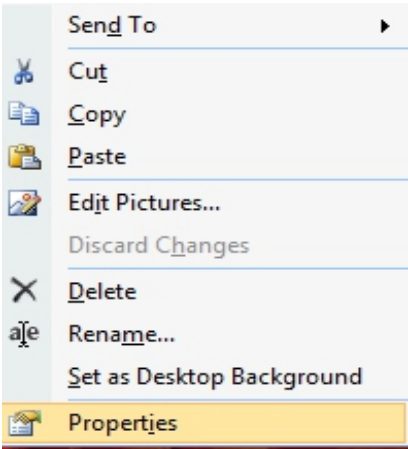 Send To
Cut
Copy
Paste
Edit Pictures...
Discard Changes
Delete
Rename...
Set as Desktop Background
Properties